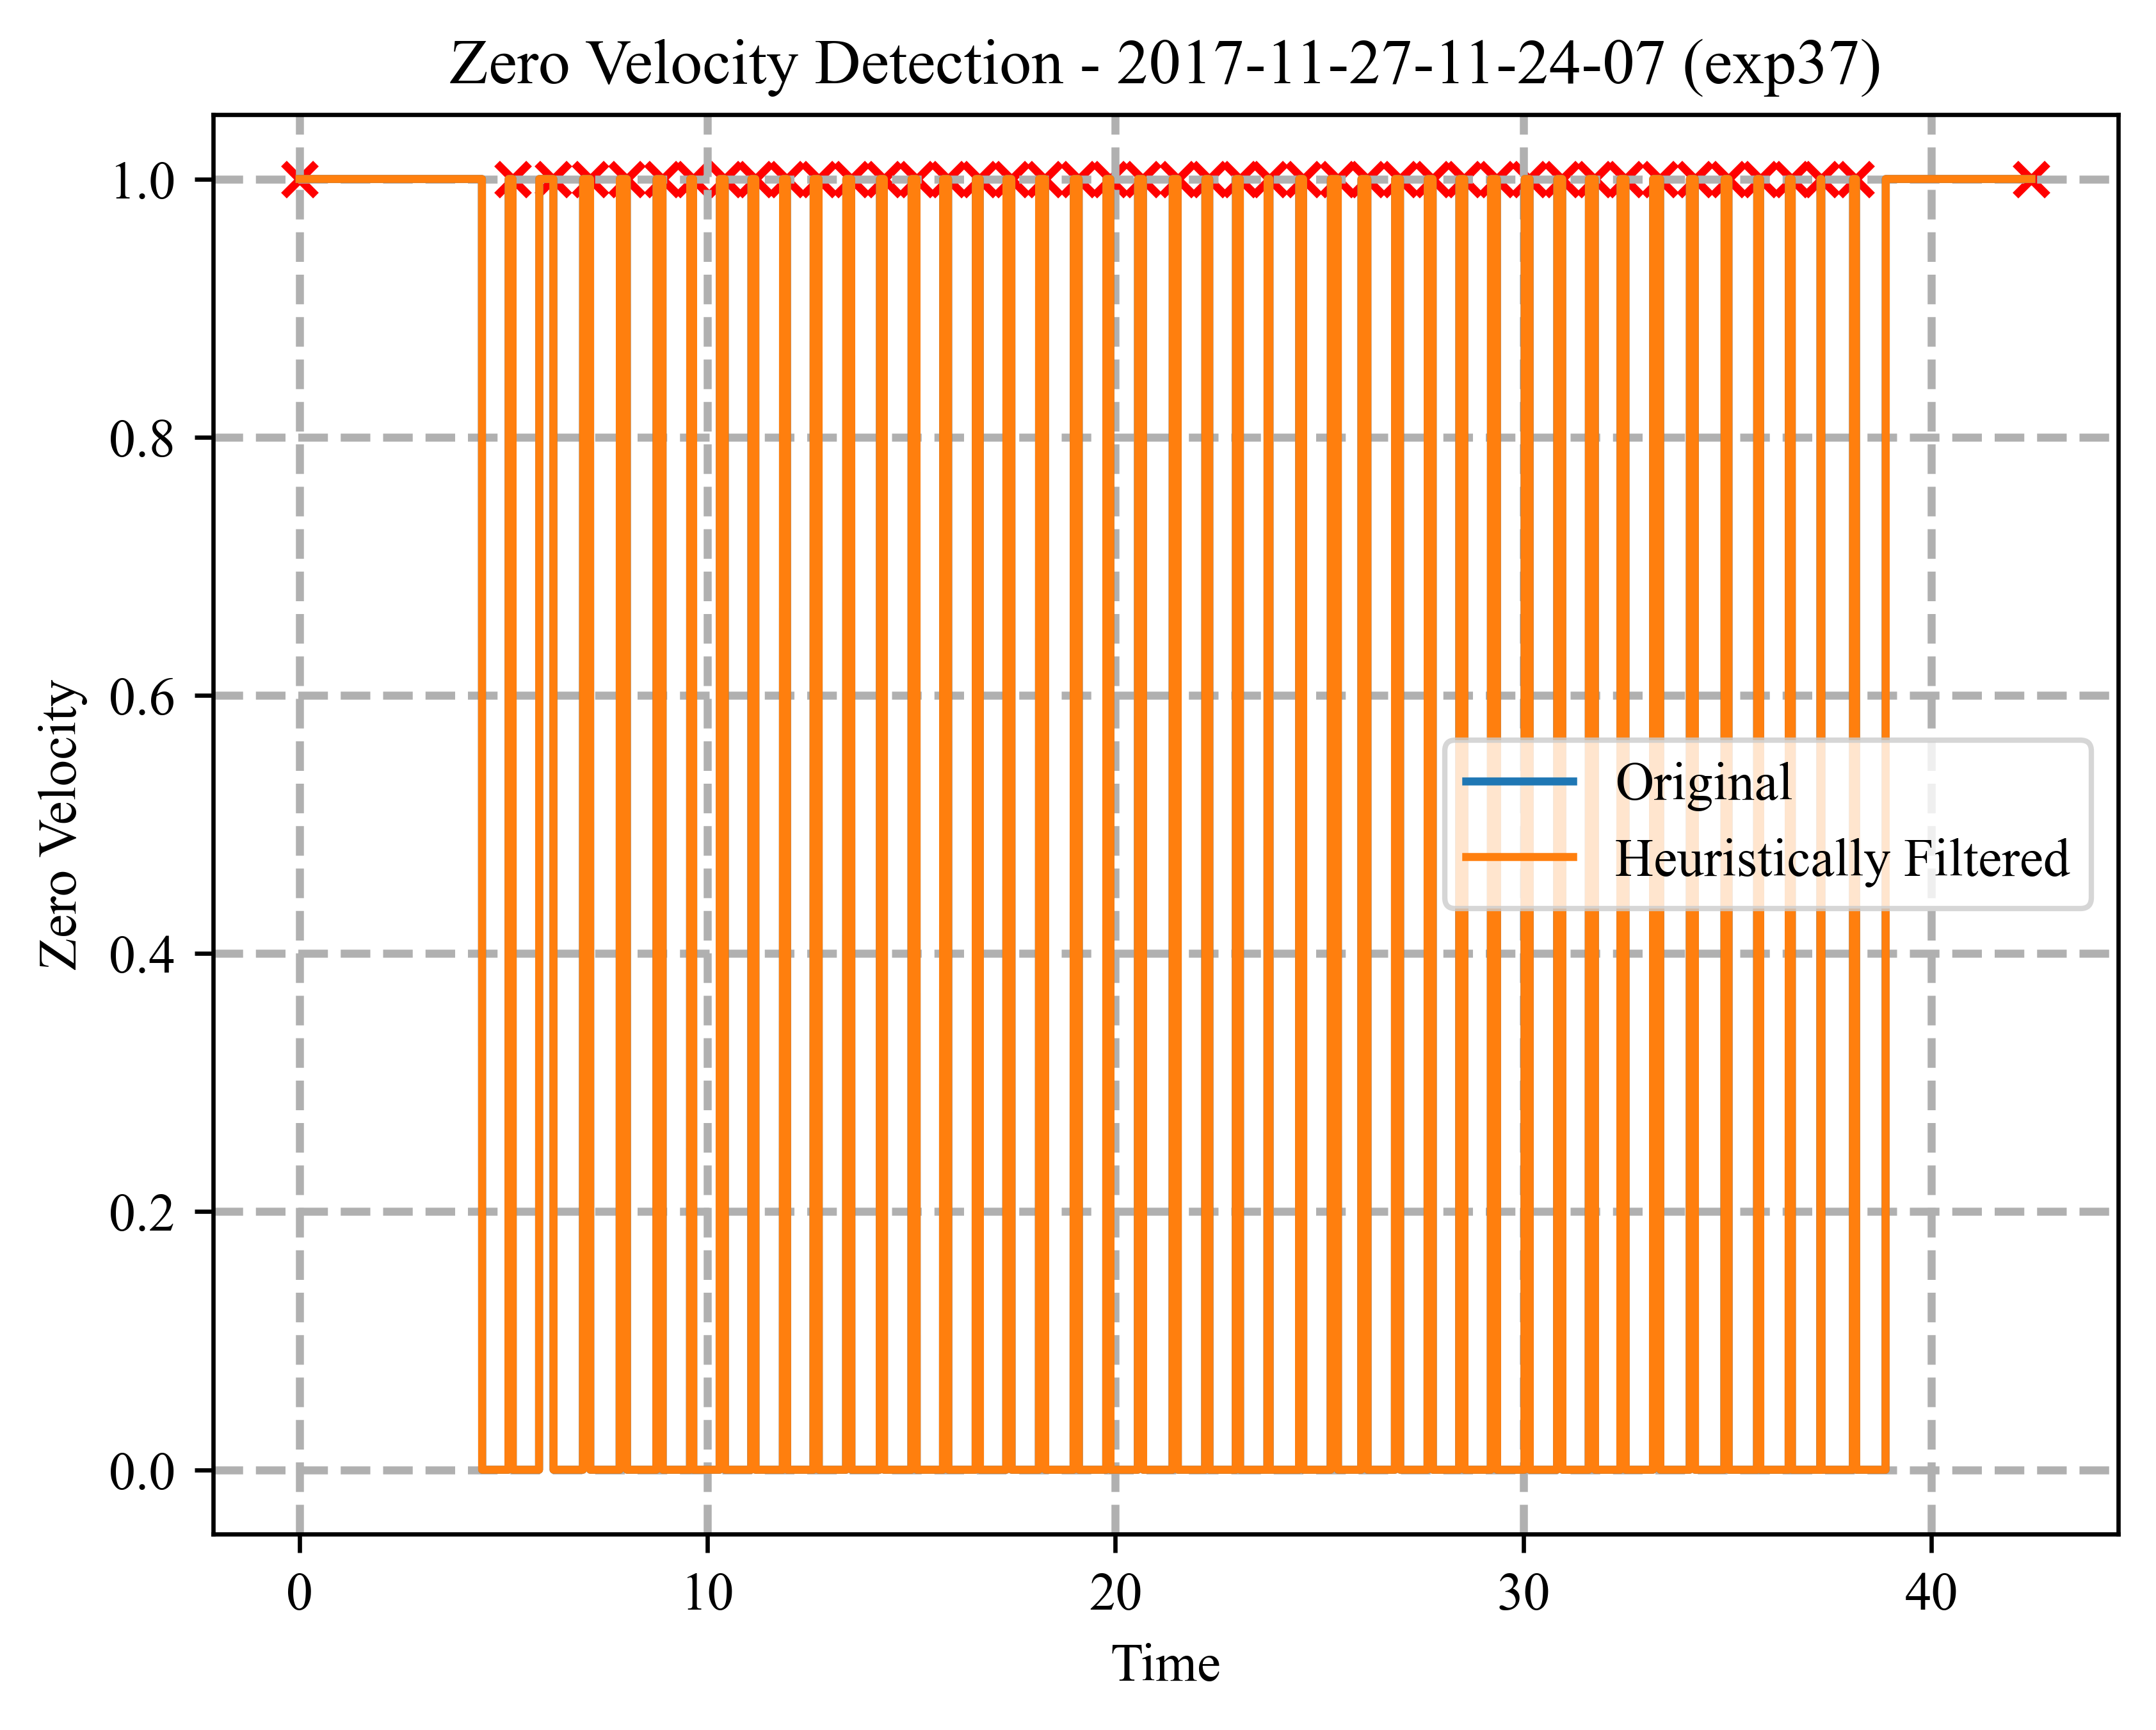 Zero Velocity Detection - 2017-11-27-11-24-07 (exp37)
1.0
0.8
0.6
0.4
0.2
0.0
Zero Velocity
Original
Heuristically Filtered
0 10 20 30 40
Time